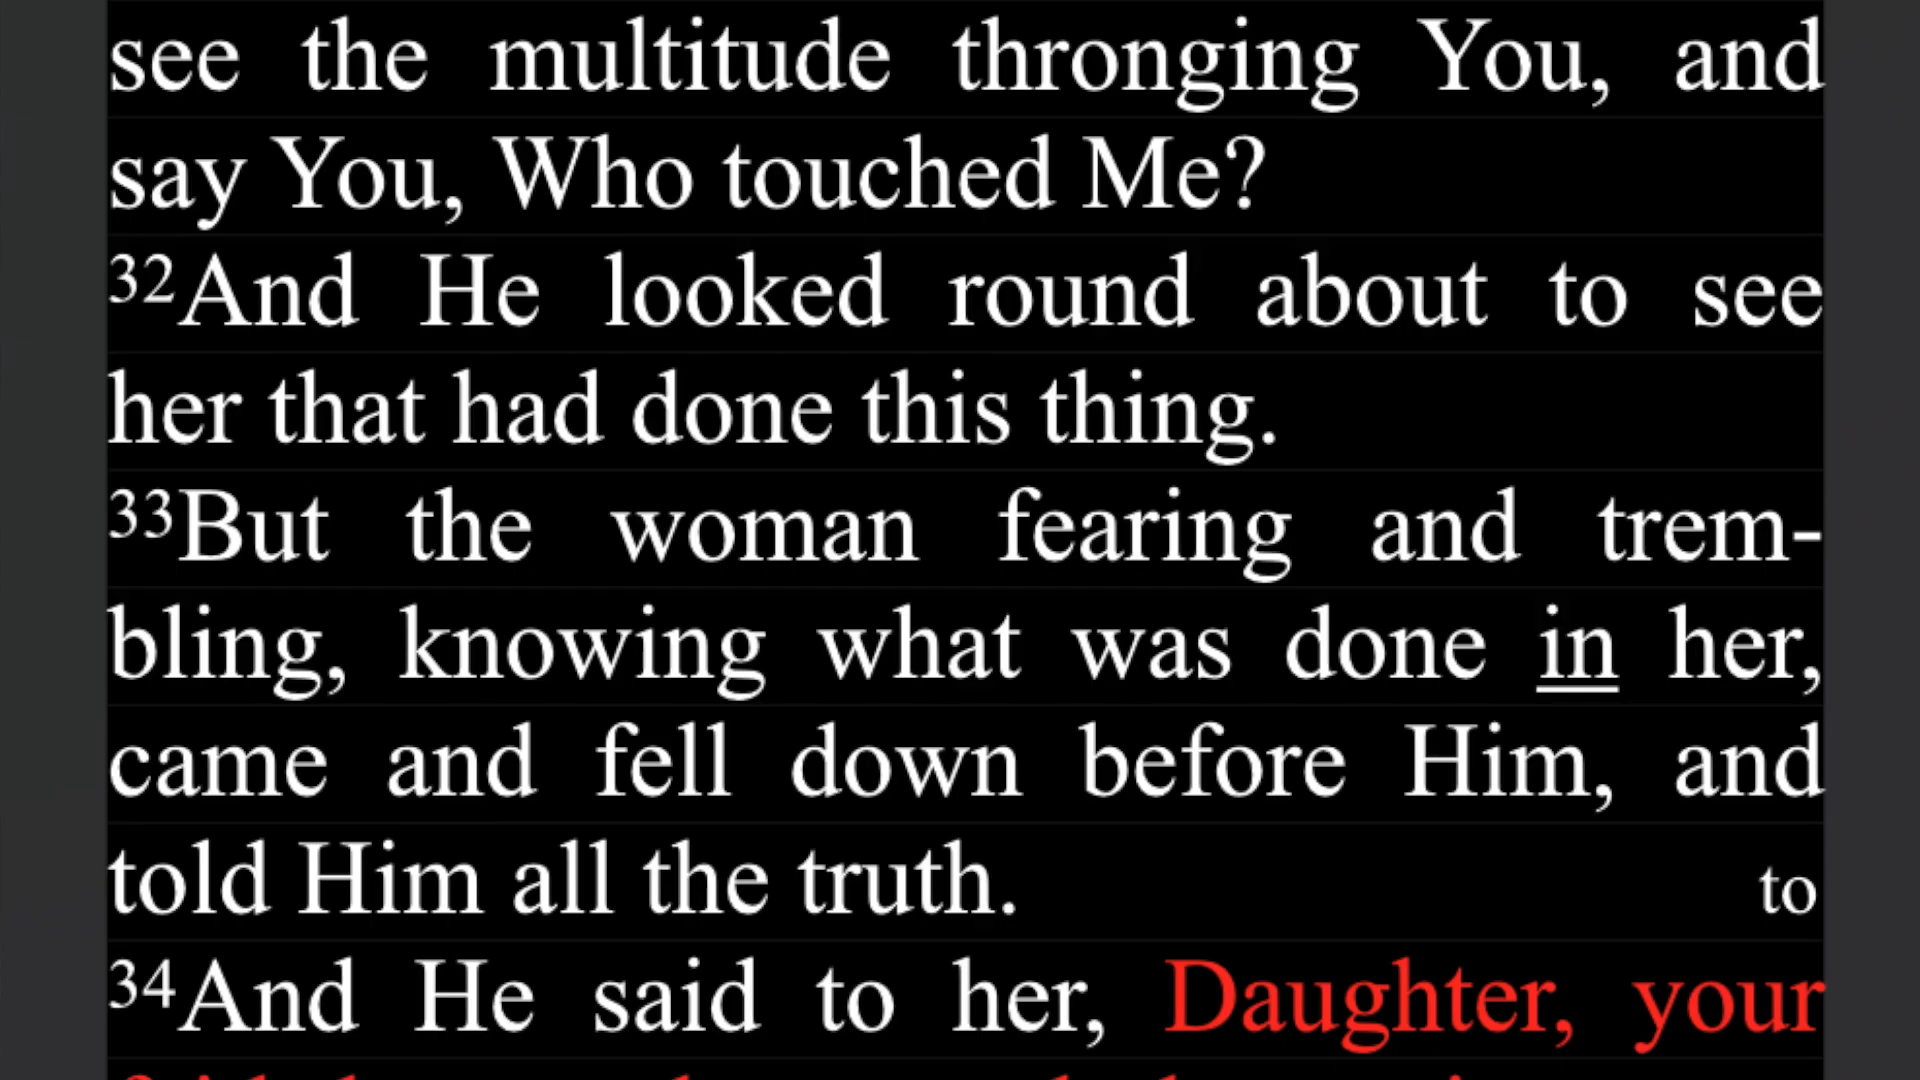 see the multitude thronging You, and
say You, Who touched Me?
32And He looked round about to see
her that had done this thing.
33But the woman fearing and trem-
bling, knowing what was done in her,
came and fell down before Him, and
told Him all the truth. to
34And He said to her, Daughter, your